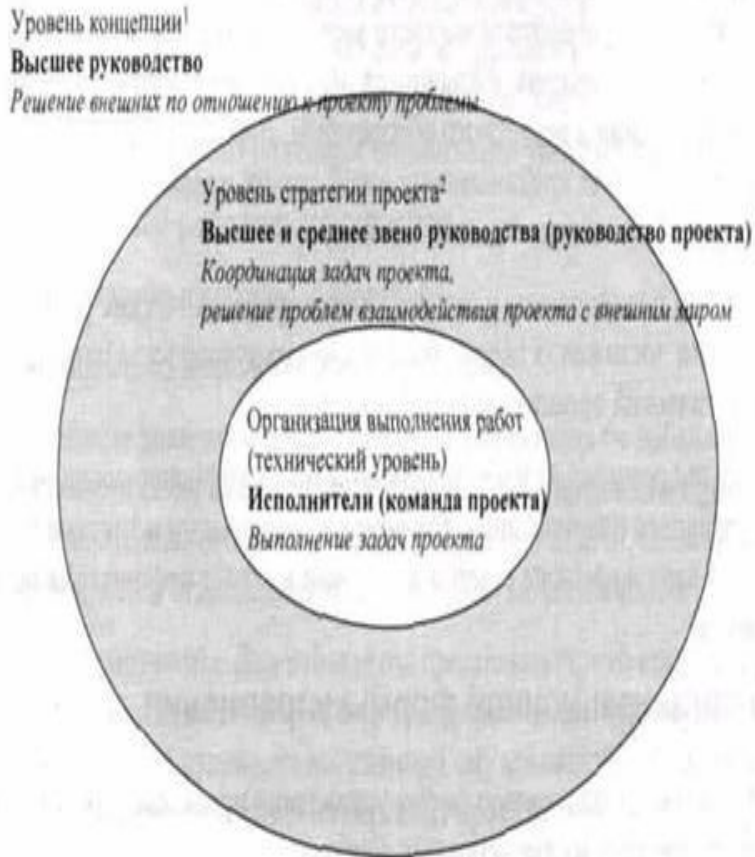 Уровень концепции¹
Высшее руководство
Решение внешних по отношению к проекту проблемы
Уровень стратегии проекта²
Высшее и среднее звено руководства (руководство проекта)
Координация задач проекта,
решение проблем взаимодействия проекта с внешним миром
Организация выполнения работ
(технический уровень)
Исполнители (команда проекта)
Выполнение задач проекта